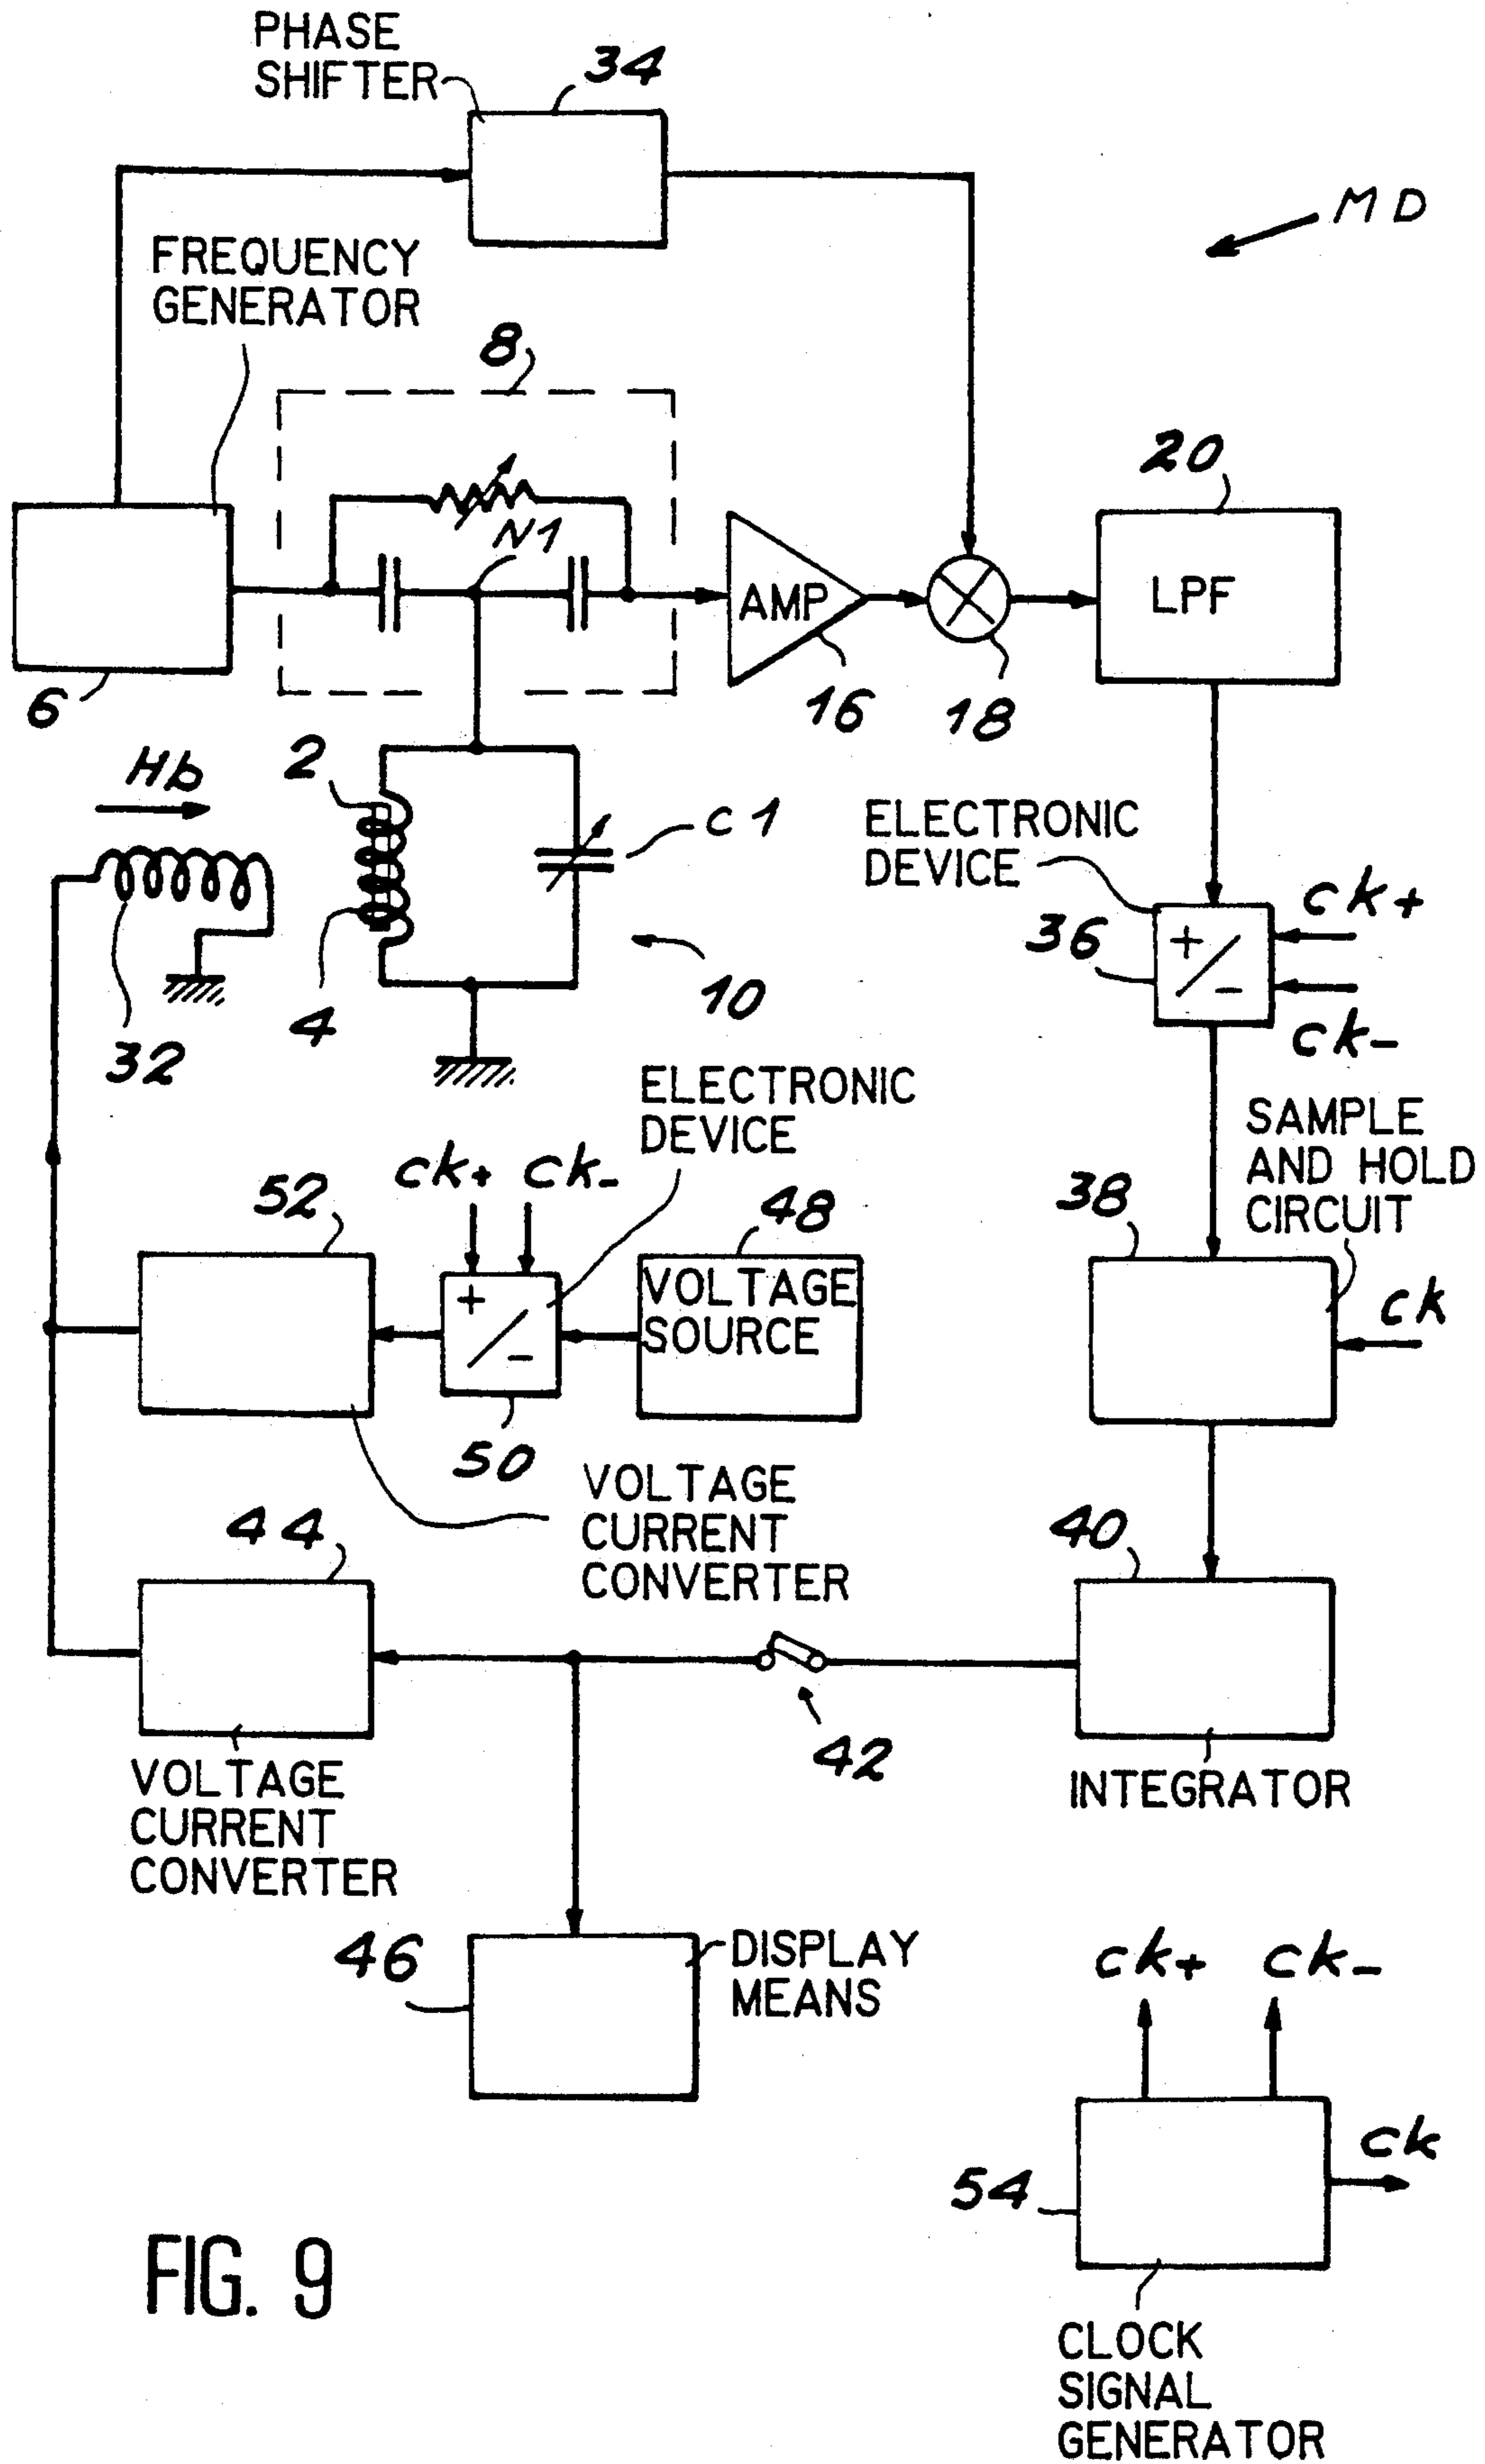 PHASE
SHIFTER
34
MD
FREQUENCY
GENERATOR
8
20
N1
AMP
LPF
6
16
18
Hb
2
C1
ELECTRONIC
DEVICE
ck+
36
+
/
-
ck-
32
4
10
ELECTRONIC
DEVICE
SAMPLE
AND HOLD
CIRCUIT
ck+ ck-
52
48
38
VOLTAGE
SOURCE
+
/
-
ck
50
VOLTAGE
CURRENT
CONVERTER
44
40
42
INTEGRATOR
VOLTAGE
CURRENT
CONVERTER
46
DISPLAY
MEANS
ck+ ck-
ck
54
FIG. 9
CLOCK
SIGNAL
GENERATOR